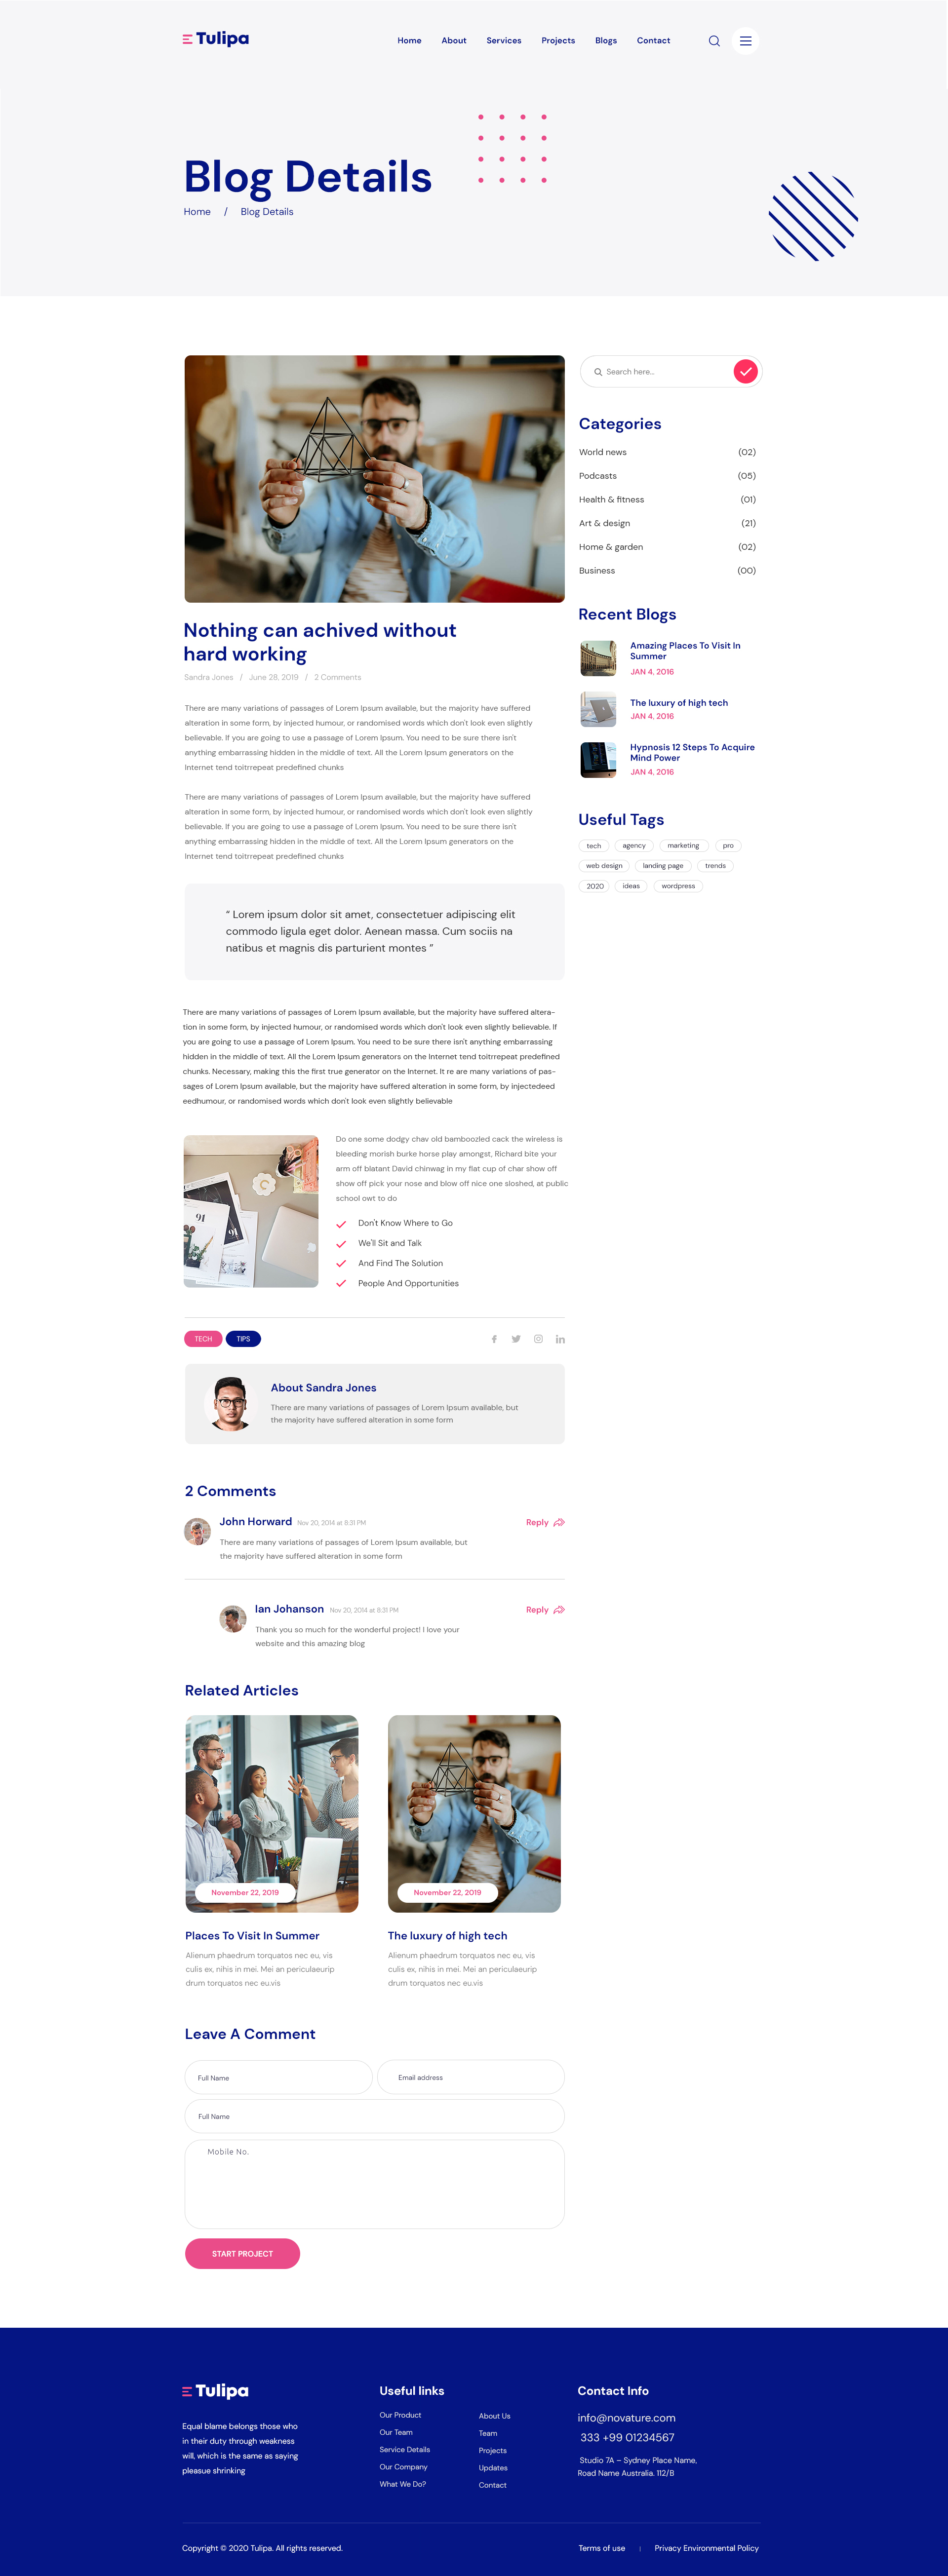 Tulipa
Home About Services Projects Blogs Contact
Blog Details
Home / Blog Details
Nothing can achived without
hard working
Sandra Jones / June 28, 2019 / 2 Comments
There are many variations of passages of Lorem Ipsum available, but the majority have suffered
alteration in some form, by injected humour, or randomised words which don't look even slightly
believable. If you are going to use a passage of Lorem Ipsum. You need to be sure there isn't
anything embarrassing hidden in the middle of text. All the Lorem Ipsum generators on the
Internet tend toitrrepeat predefined chunks
There are many variations of passages of Lorem Ipsum available, but the majority have suffered
alteration in some form, by injected humour, or randomised words which don't look even slightly
believable. If you are going to use a passage of Lorem Ipsum. You need to be sure there isn't
anything embarrassing hidden in the middle of text. All the Lorem Ipsum generators on the
Internet tend toitrrepeat predefined chunks
“ Lorem ipsum dolor sit amet, consectetuer adipiscing elit
commodo ligula eget dolor. Aenean massa. Cum sociis na
natibus et magnis dis parturient montes ”
There are many variations of passages of Lorem Ipsum available, but the majority have suffered altera-
tion in some form, by injected humour, or randomised words which don't look even slightly believable. If
you are going to use a passage of Lorem Ipsum. You need to be sure there isn't anything embarrassing
hidden in the middle of text. All the Lorem Ipsum generators on the Internet tend toitrrepeat predefined
chunks. Necessary, making this the first true generator on the Internet. It re are many variations of pas-
sages of Lorem Ipsum available, but the majority have suffered alteration in some form, by injectedeed
eedhumour, or randomised words which don't look even slightly believable
91
91
Do one some dodgy chav old bamboozled cack the wireless is
bleeding morish burke horse play amongst, Richard bite your
arm off blatant David chinwag in my flat cup of char show off
show off pick your nose and blow off nice one sloshed, at public
school owt to do
Don't Know Where to Go
We'll Sit and Talk
And Find The Solution
People And Opportunities
TECH TIPS
About Sandra Jones
There are many variations of passages of Lorem Ipsum available, but
the majority have suffered alteration in some form
2 Comments
John Horward Nov 20, 2014 at 8:31 PM Reply
There are many variations of passages of Lorem Ipsum available, but
the majority have suffered alteration in some form
Ian Johanson Nov 20, 2014 at 8:31 PM Reply
Thank you so much for the wonderful project! I love your
website and this amazing blog
Related Articles
November 22, 2019
Places To Visit In Summer
Alienum phaedrum torquatos nec eu, vis
culis ex, nihis in mei. Mei an periculaeurip
drum torquatos nec eu.vis
November 22, 2019
The luxury of high tech
Alienum phaedrum torquatos nec eu, vis
culis ex, nihis in mei. Mei an periculaeurip
drum torquatos nec eu.vis
Leave A Comment
Full Name
Email address
Full Name
Mobile No.
START PROJECT
Search here...
Categories
World news (02)
Podcasts (05)
Health & fitness (01)
Art & design (21)
Home & garden (02)
Business (00)
Recent Blogs
Amazing Places To Visit In
Summer
JAN 4, 2016
The luxury of high tech
JAN 4, 2016
Hypnosis 12 Steps To Acquire
Mind Power
JAN 4, 2016
Useful Tags
tech agency marketing pro
web design landing page trends
2020 ideas wordpress
Tulipa
Equal blame belongs those who
in their duty through weakness
will, which is the same as saying
pleasue shrinking
Useful links
Our Product
Our Team
Service Details
Our Company
What We Do?
About Us
Team
Projects
Updates
Contact
Contact Info
info@novature.com
333 +99 01234567
Studio 7A – Sydney Place Name,
Road Name Australia. 112/B
Copyright © 2020 Tulipa. All rights reserved.
Terms of use | Privacy Environmental Policy